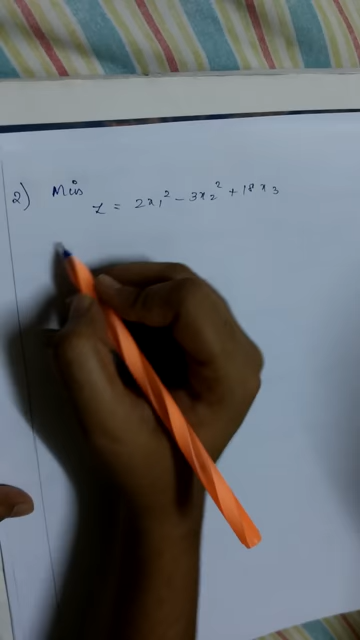 2) Min
Z = 2x₁² - 3x₂² + 18x₃